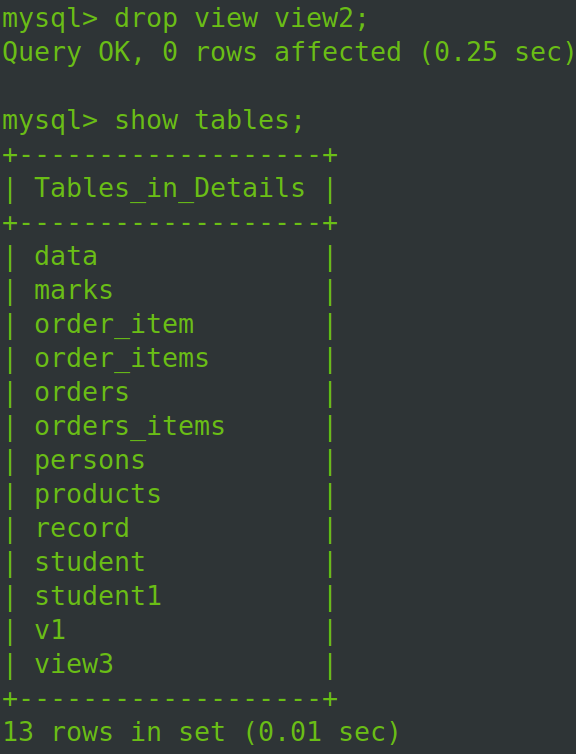 mysql> drop view view2;
Query OK, 0 rows affected (0.25 sec)

mysql> show tables;
+-------------------+
| Tables_in_Details |
+-------------------+
| data              |
| marks             |
| order_item        |
| order_items       |
| orders            |
| orders_items      |
| persons           |
| products          |
| record            |
| student           |
| student1          |
| v1                |
| view3             |
+-------------------+
13 rows in set (0.01 sec)